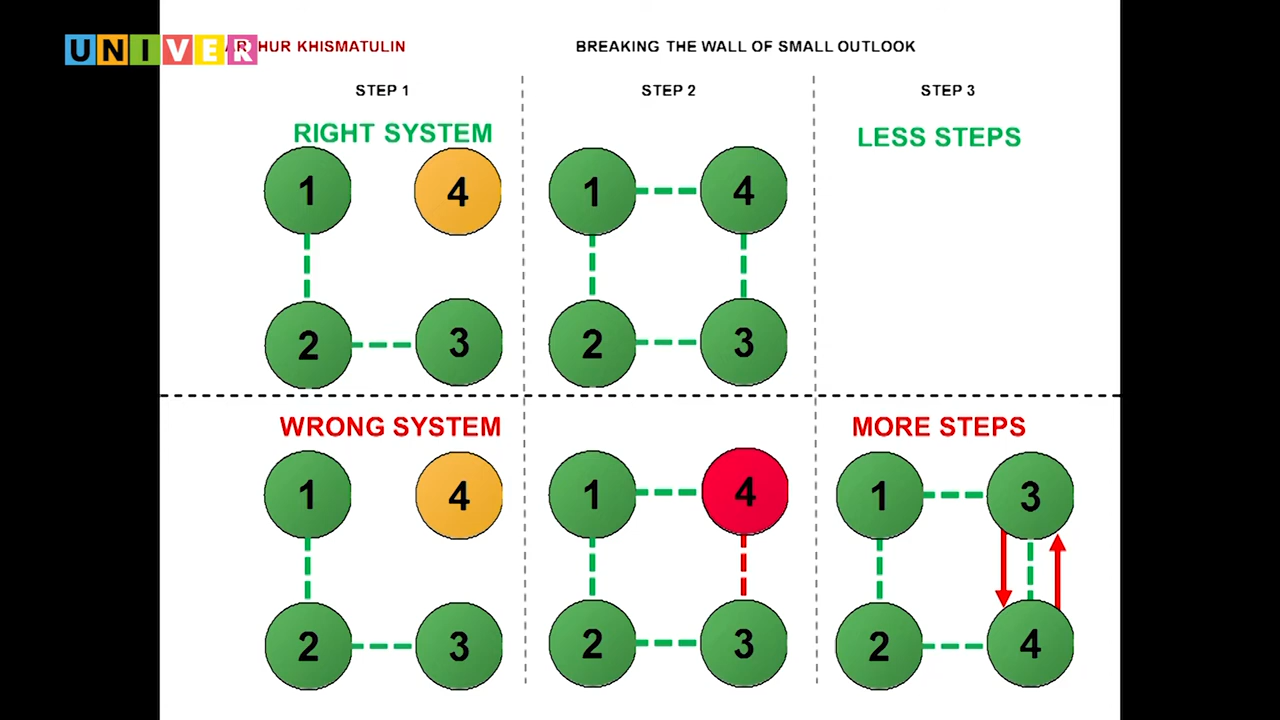 UNIVER
ARTHUR KHISMATULIN
BREAKING THE WALL OF SMALL OUTLOOK
STEP 1
STEP 2
STEP 3
RIGHT SYSTEM
LESS STEPS
1
4
1
4
2
3
2
3
WRONG SYSTEM
MORE STEPS
1
4
1
4
1
3
2
3
2
3
2
4